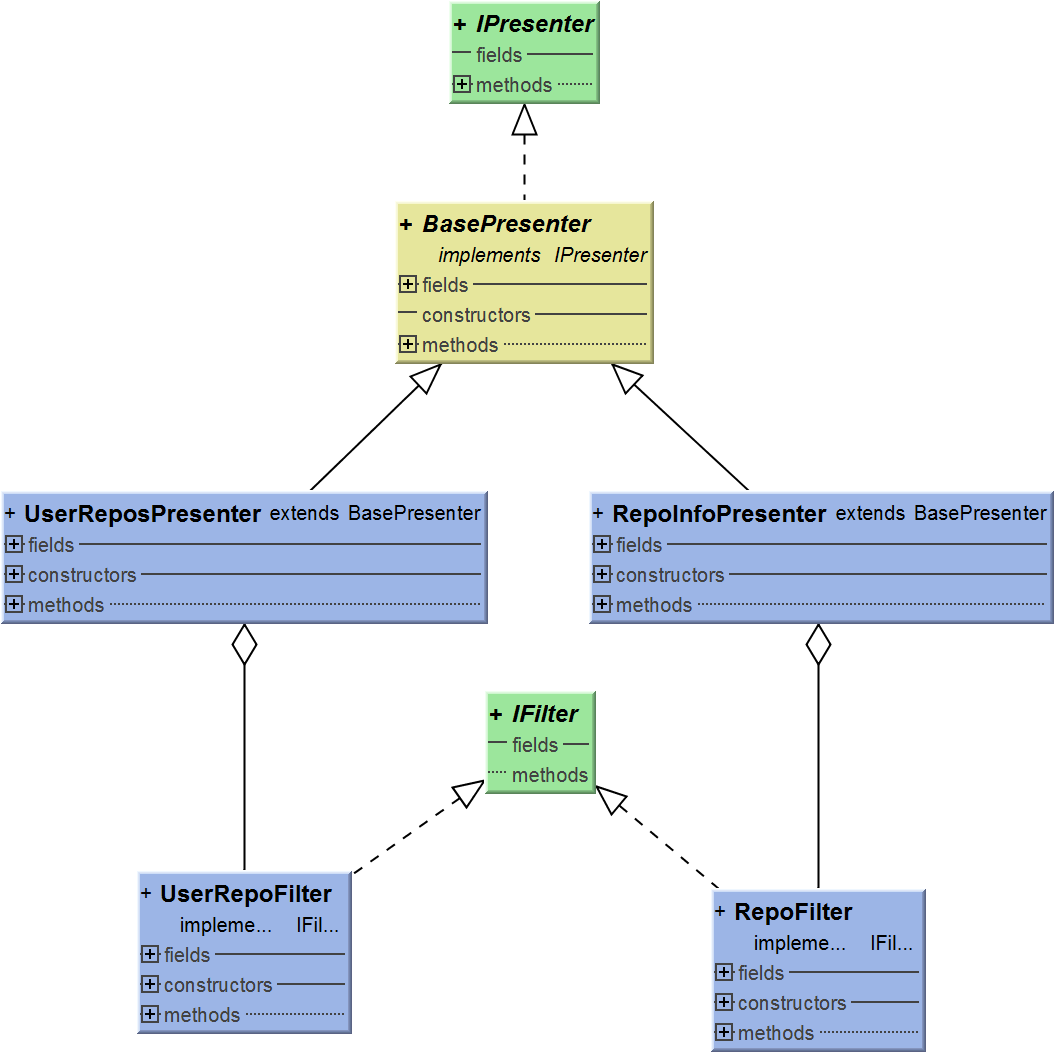 + IPresenter
fields
+ methods
+ BasePresenter
implements IPresenter
+ fields
constructors
+ methods
+ UserReposPresenter extends BasePresenter
+ fields
+ constructors
+ methods
+ RepoInfoPresenter extends BasePresenter
+ fields
+ constructors
+ methods
+ IFilter
fields
methods
+ UserRepoFilter
impleme... IFil...
+ fields
+ constructors
+ methods
+ RepoFilter
impleme... IFil...
+ fields
+ constructors
+ methods